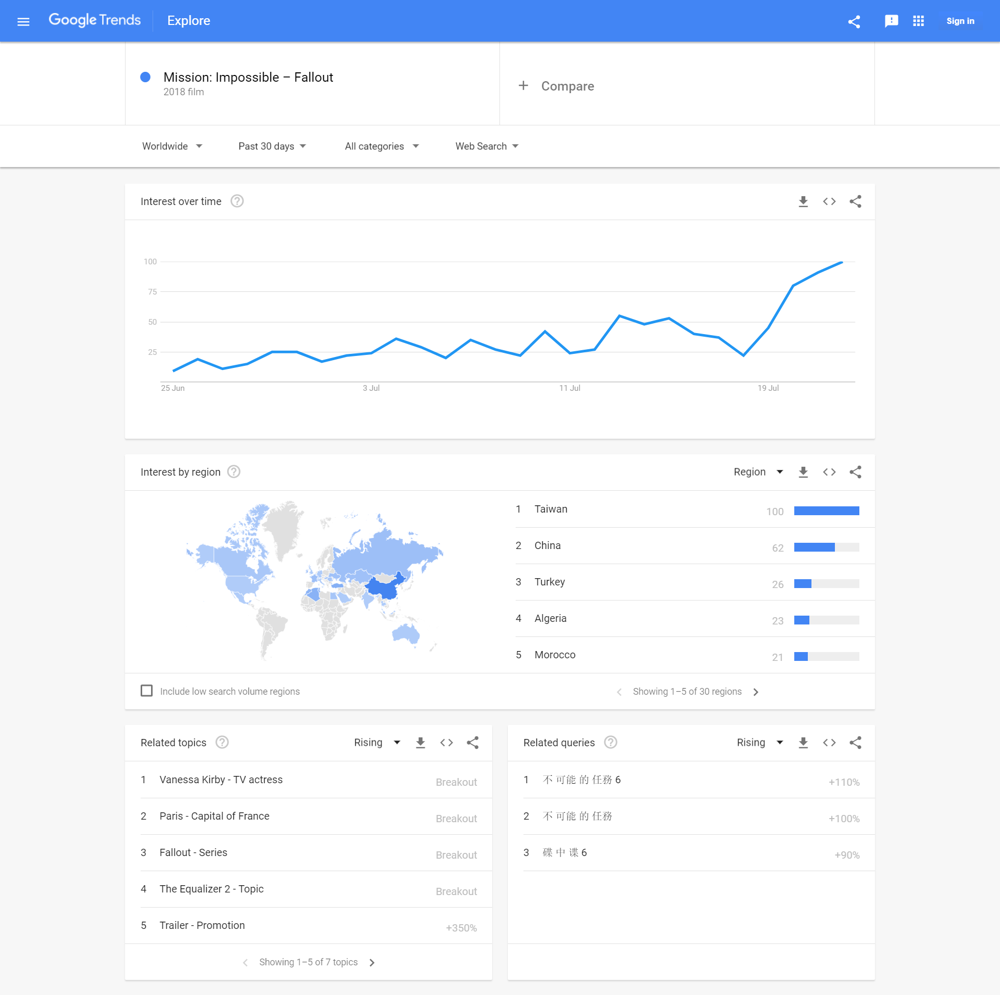 Google Trends
Explore
Sign in
Mission: Impossible – Fallout
2018 film
+ Compare
Worldwide
Past 30 days
All categories
Web Search
Interest over time
100
75
50
25
25 Jun
3 Jul
11 Jul
19 Jul
Interest by region
Region
1 Taiwan 100
2 China 62
3 Turkey 26
4 Algeria 23
5 Morocco 21
Include low search volume regions
Showing 1–5 of 30 regions
Related topics
Rising
1 Vanessa Kirby - TV actress Breakout
2 Paris - Capital of France Breakout
3 Fallout - Series Breakout
4 The Equalizer 2 - Topic Breakout
5 Trailer - Promotion +350%
Showing 1–5 of 7 topics
Related queries
Rising
1 不 可能 的 任務 6 +110%
2 不 可能 的 任務 +100%
3 碟 中 谍 6 +90%